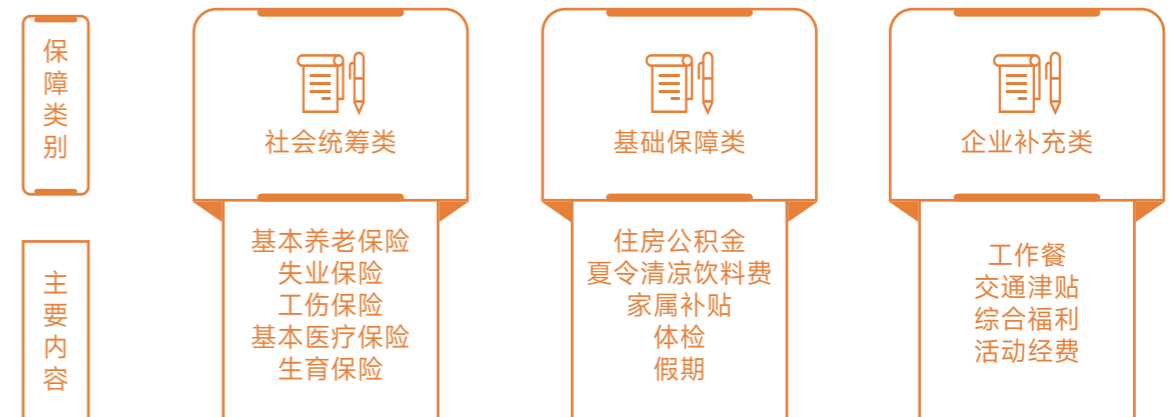 保障类别
社会统筹类
基础保障类
企业补充类
主要内容
基本养老保险
失业保险
工伤保险
基本医疗保险
生育保险
住房公积金
夏令清凉饮料费
家属补贴
体检
假期
工作餐
交通津贴
综合福利
活动经费